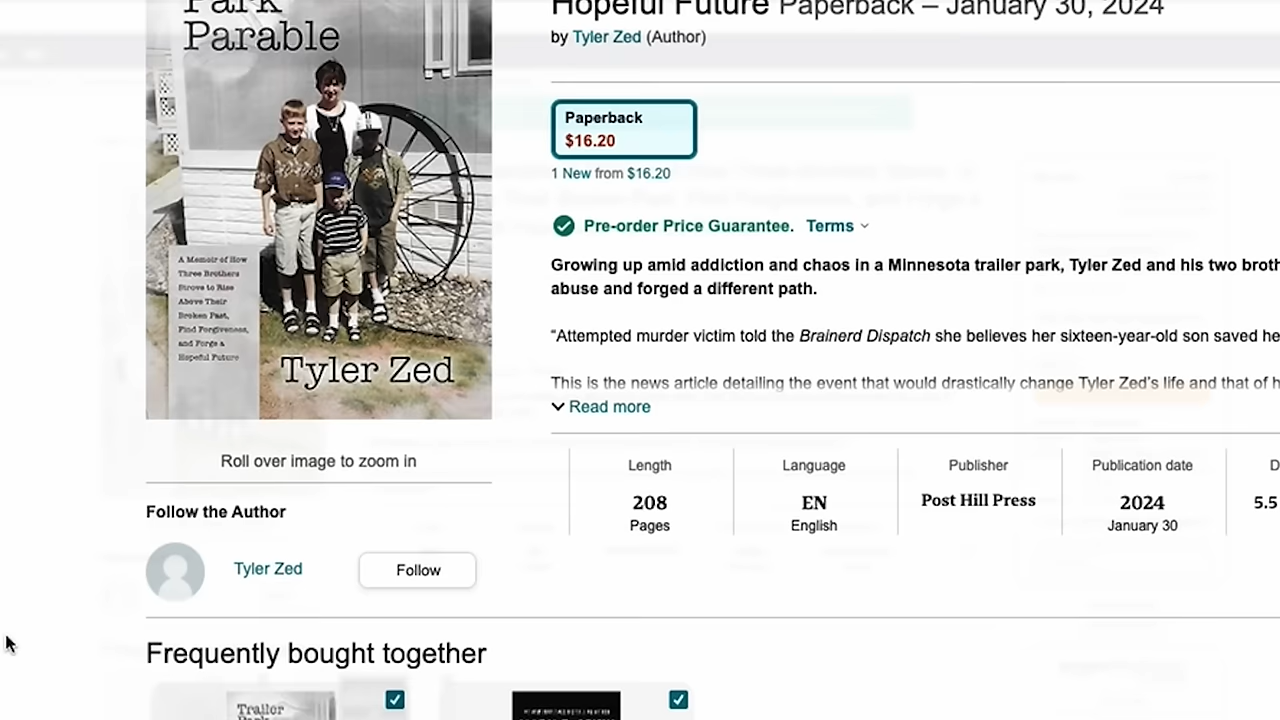 Park
Parable
A Memoir of How
Three Brothers
Strove to Rise
Above Their
Broken Past,
Find Forgiveness,
and Forge a
Hopeful Future
Tyler Zed
Roll over image to zoom in
Follow the Author
Tyler Zed
Follow
Hopeful Future Paperback – January 30, 2024
by Tyler Zed (Author)
Paperback
$16.20
1 New from $16.20
Pre-order Price Guarantee. Terms
Growing up amid addiction and chaos in a Minnesota trailer park, Tyler Zed and his two broth
abuse and forged a different path.
“Attempted murder victim told the Brainerd Dispatch she believes her sixteen-year-old son saved he
This is the news article detailing the event that would drastically change Tyler Zed's life and that of h
Read more
Length
208
Pages
Language
EN
English
Publisher
Post Hill Press
Publication date
2024
January 30
D
5.5
Frequently bought together
Trailer
Park